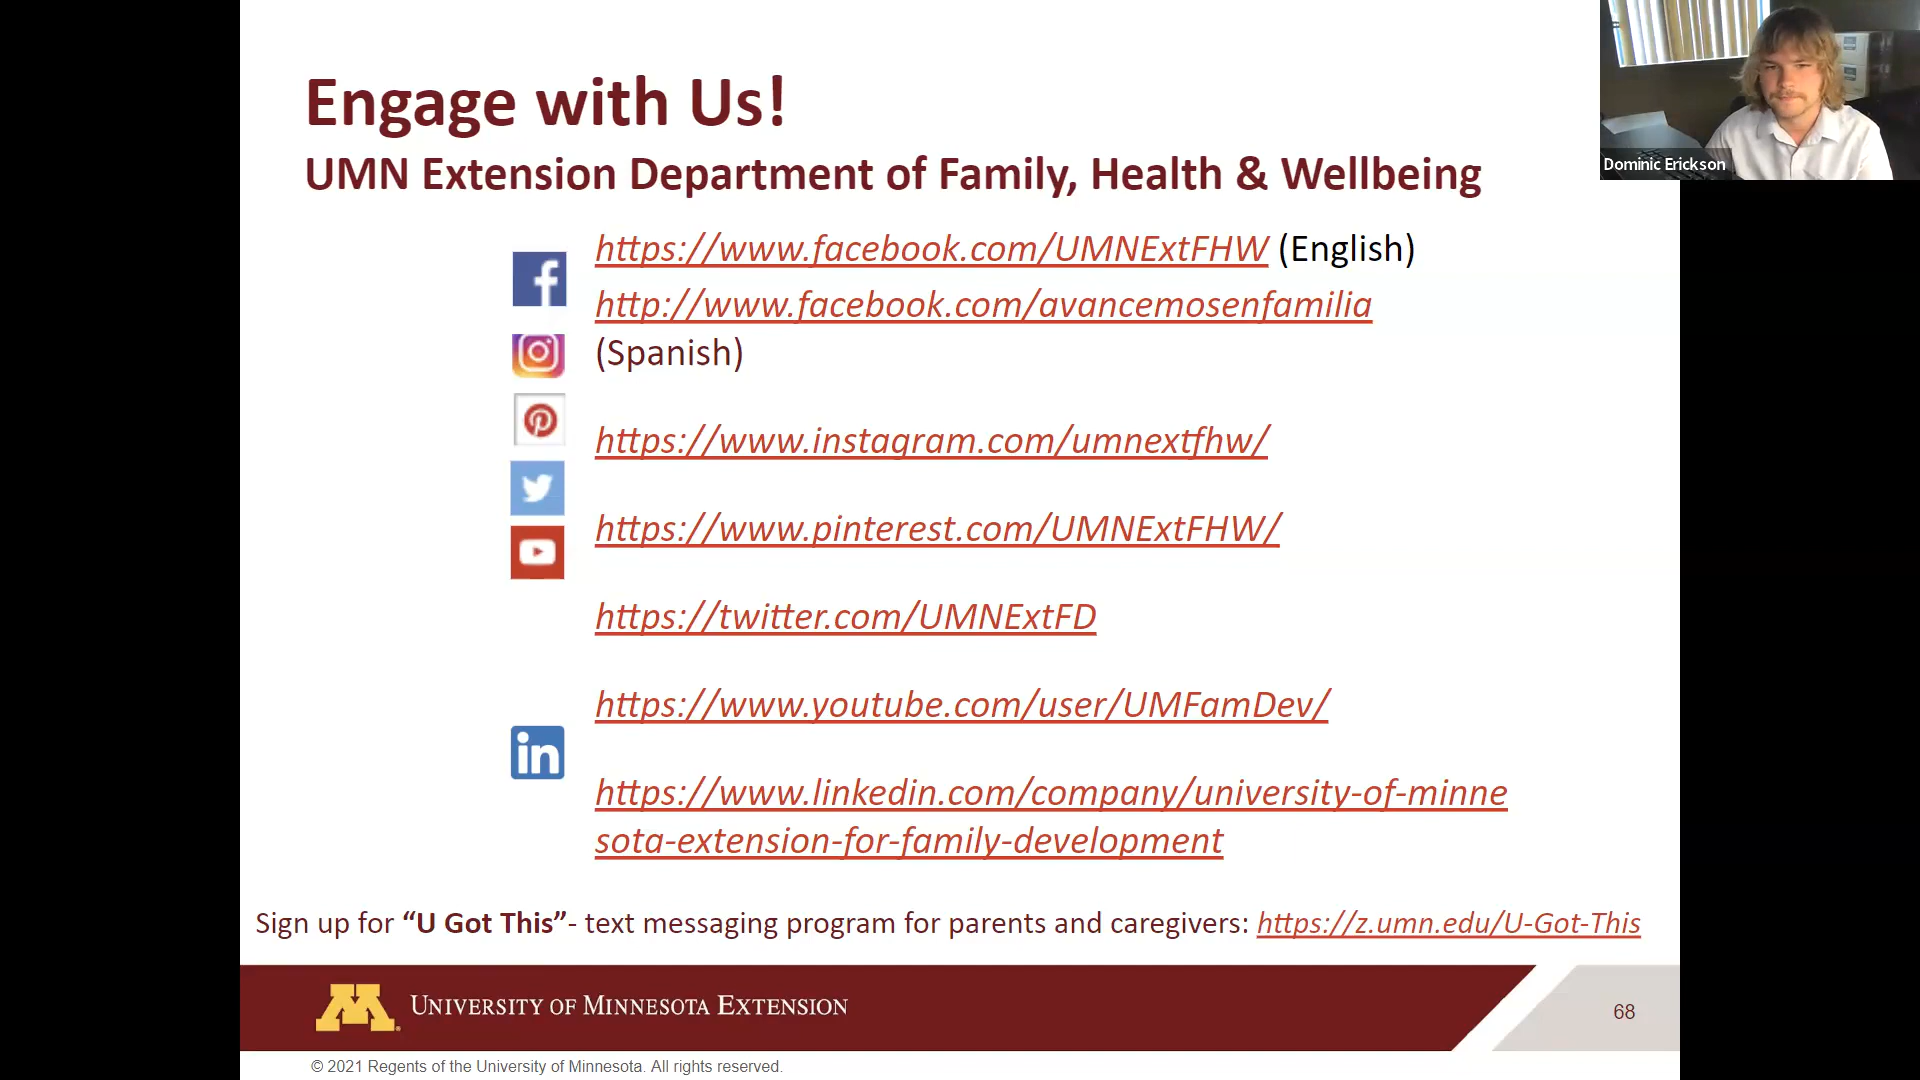 Engage with Us!
UMN Extension Department of Family, Health & Wellbeing
https://www.facebook.com/UMNExtFHW (English)
http://www.facebook.com/avancemosenfamilia
(Spanish)
https://www.instagram.com/umnextfhw/
https://www.pinterest.com/UMNExtFHW/
https://twitter.com/UMNExtFD
https://www.youtube.com/user/UMFamDev/
in
https://www.linkedin.com/company/university-of-minne
sota-extension-for-family-development
Sign up for “U Got This”- text messaging program for parents and caregivers: https://z.umn.edu/U-Got-This
M University of Minnesota Extension
68
© 2021 Regents of the University of Minnesota. All rights reserved.
Dominic Erickson